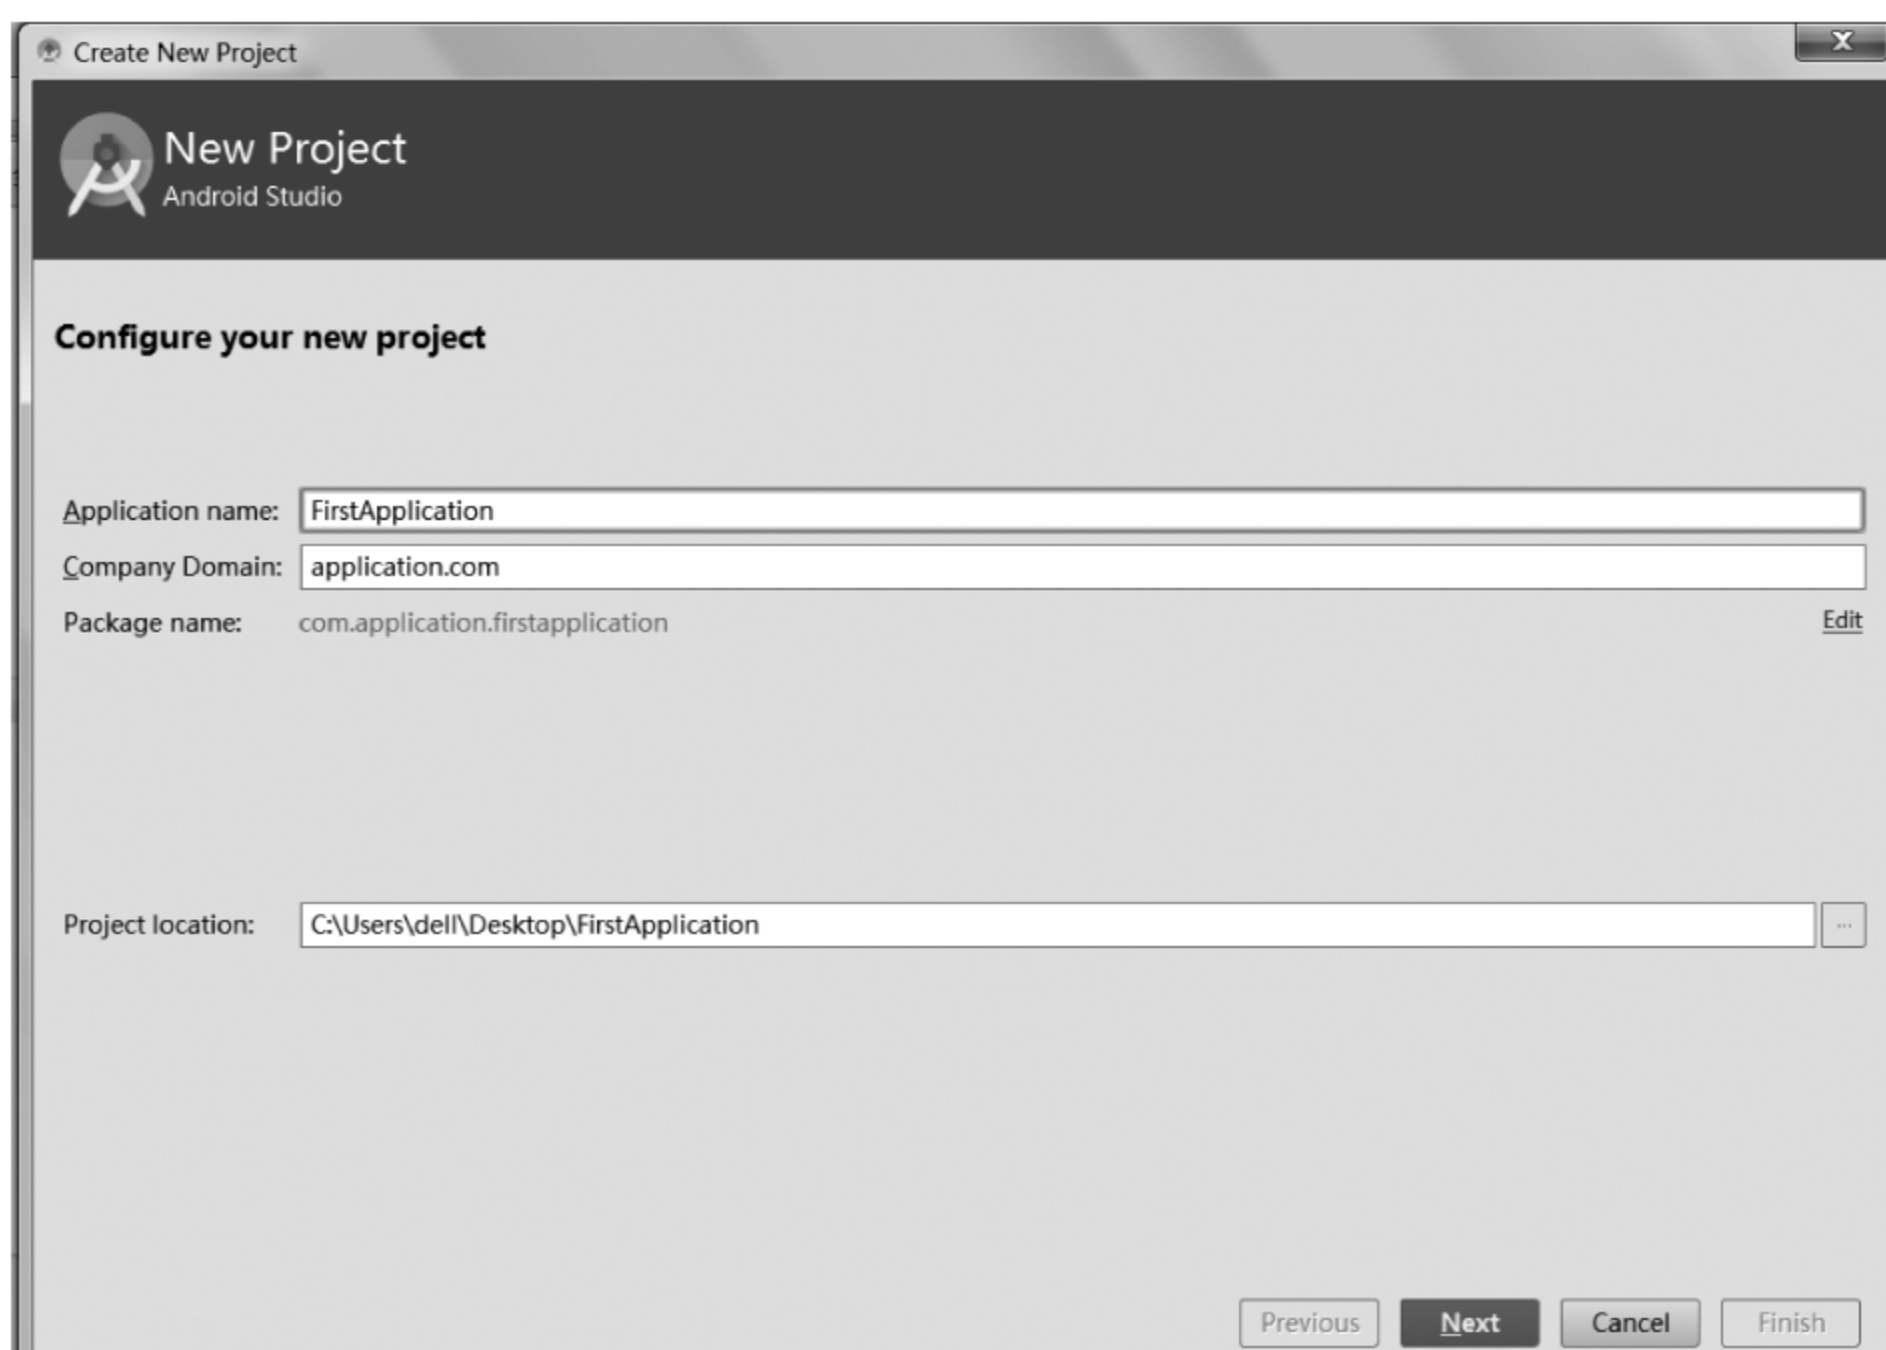 Create New Project
X
New Project
Android Studio
Configure your new project
Application name: FirstApplication
Company Domain: application.com
Package name: com.application.firstapplication Edit
Project location: C:\Users\dell\Desktop\FirstApplication ...
Previous Next Cancel Finish